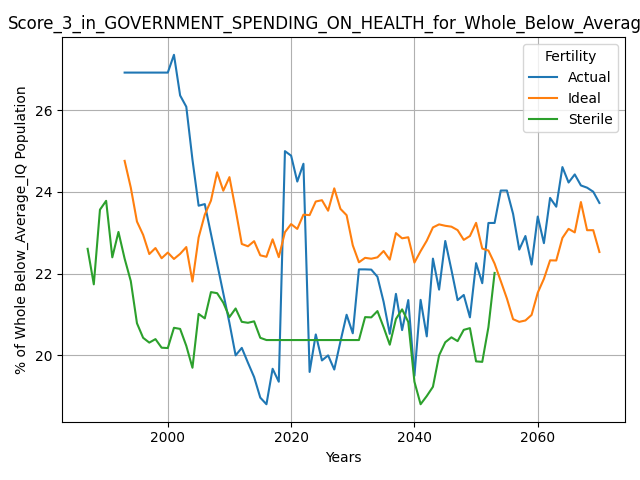 Score_3_in_GOVERNMENT_SPENDING_ON_HEALTH_for_Whole_Below_Averag
Fertility
Actual
Ideal
Sterile
% of Whole Below_Average_IQ Population
26
24
22
20
2000 2020 2040 2060
Years